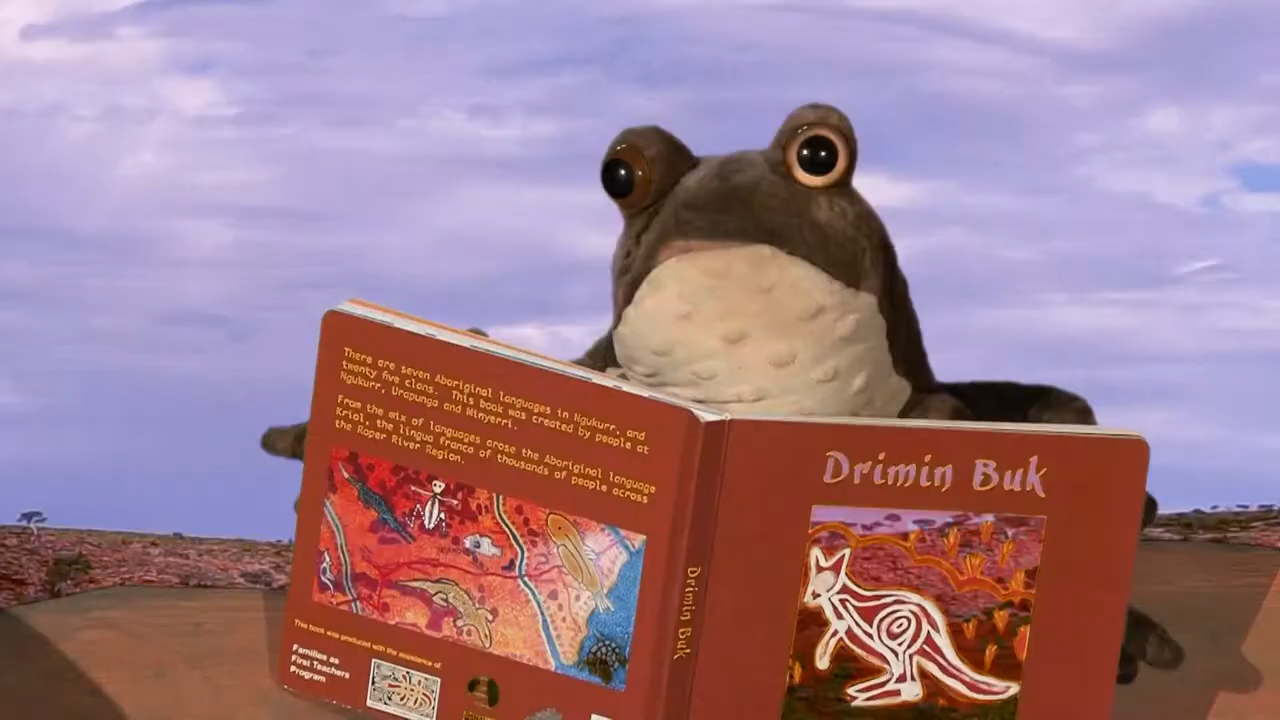 There are seven Aboriginal languages in Ngukurr, and
twenty five clans. This book was created by people at
Ngukurr, Urapunga and Minyerri.
From the mix of languages arose the Aboriginal language
Kriol, the lingua franca of thousands of people across
the Roper River Region.
This book was produced with the assistance of:
Families as
First Teachers
Program
Drimin Buk
Drimin Buk